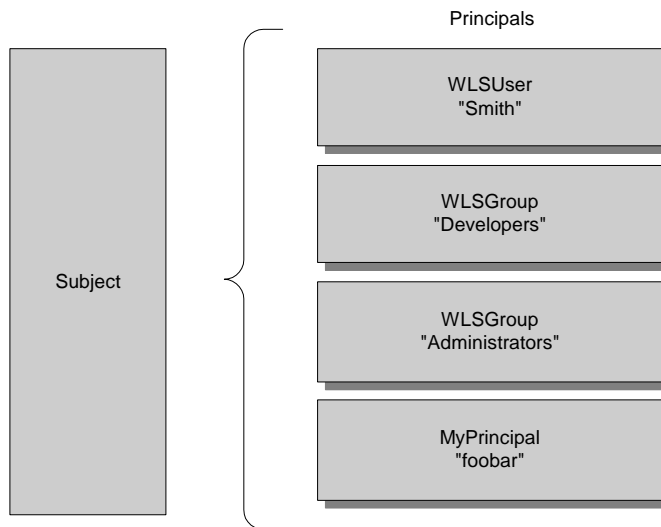 Principals
WLSUser
"Smith"
WLSGroup
"Developers"
Subject
WLSGroup
"Administrators"
MyPrincipal
"foobar"